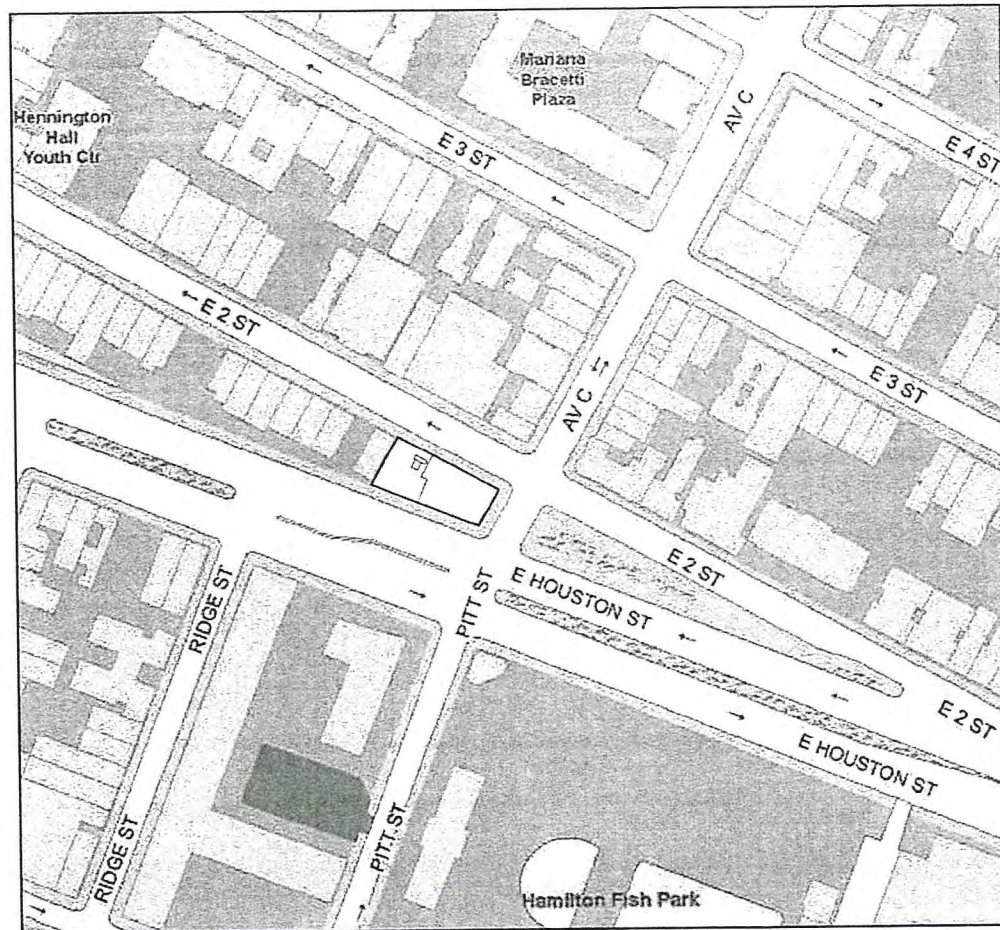 Mariana
Bracetti
Plaza
Hennington
Hall
Youth Ctr
AV C
E 4 ST
E 3 ST
E 2 ST
AV C
E 3 ST
RIDGE ST
PITT ST
E HOUSTON ST
E 2 ST
E 2 ST
E HOUSTON ST
RIDGE ST
PITT ST
Hamilton Fish Park